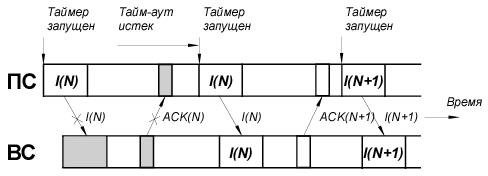 Таймер запущен
Тайм-аут истек
Таймер запущен
Таймер запущен
ПС
I(N)
I(N)
I(N+1)
I(N)
ACK(N)
I(N)
ACK(N+1)
I(N+1)
Время
ВС
I(N)
I(N+1)